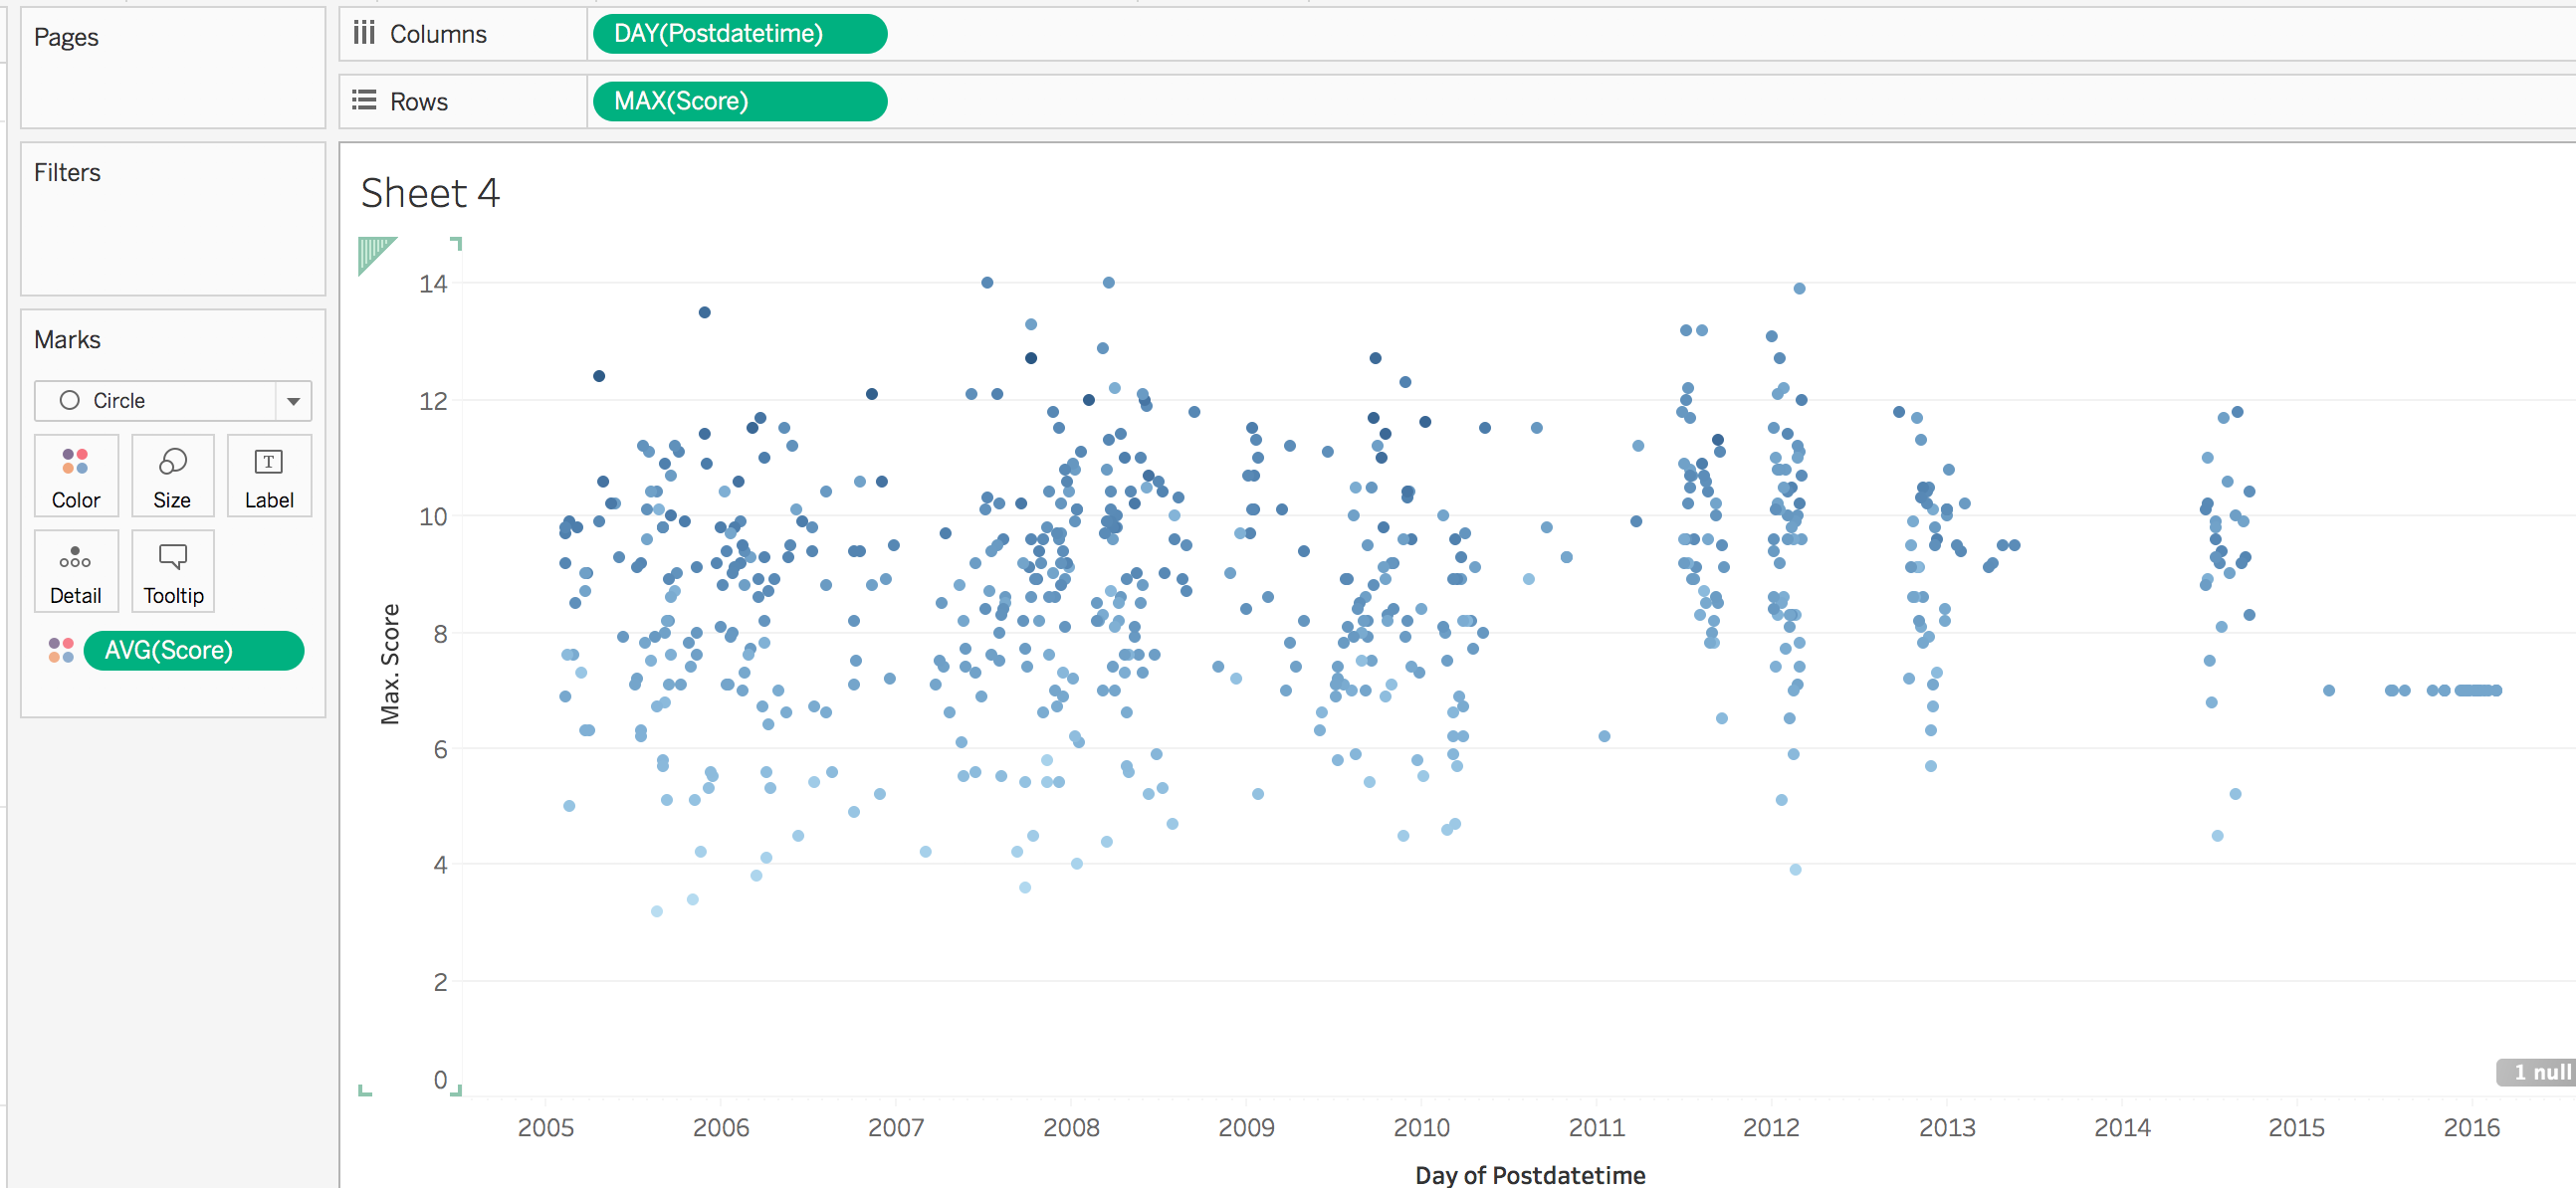 Pages
Columns
DAY(Postdatetime)
Rows
MAX(Score)
Filters
Marks
Circle
Color
Size
T
Label
Detail
Tooltip
AVG(Score)
Sheet 4
14
12
10
8
6
4
2
0
Max. Score
1 null
2005
2006
2007
2008
2009
2010
2011
2012
2013
2014
2015
2016
Day of Postdatetime